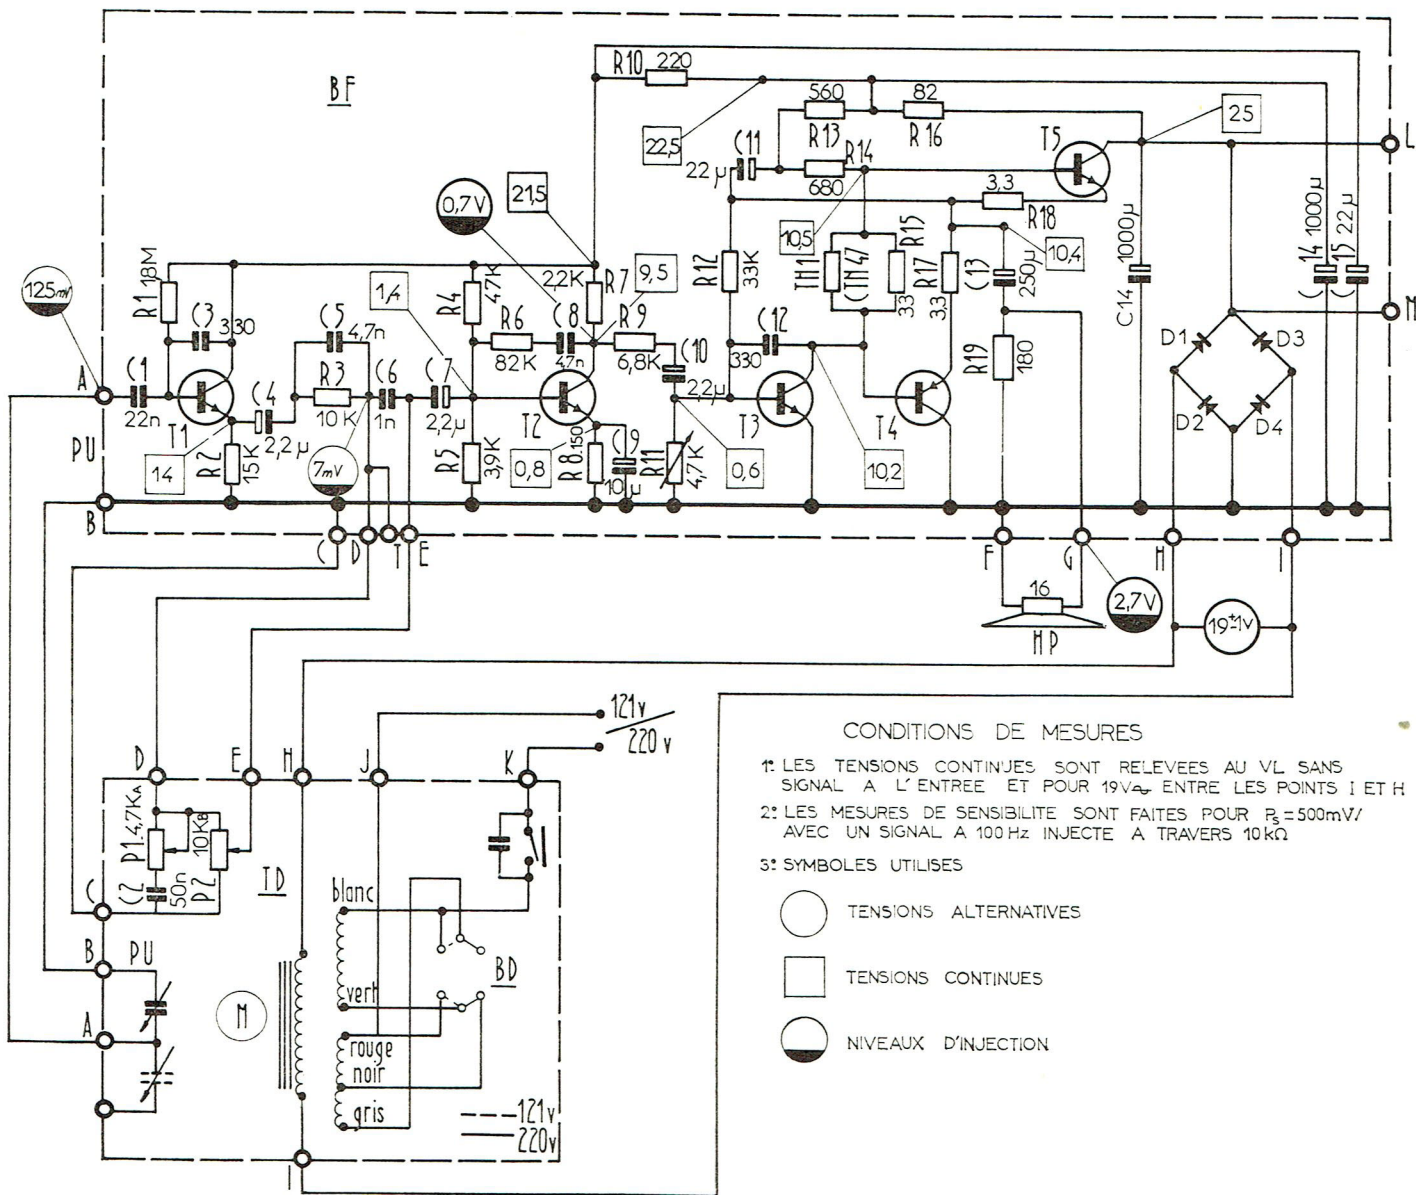 BF
R10
220
560
R13
82
R16
25
L
22,5
C11
22µ
R14
680
T5
0,7V
21,5
10,5
3,3
R18
1000µ
C14
1000µ
C14
22µ
C15
R1
18M
C3
330
R4
47K
2,2K
R7
9,5
R12
33K
TH1
CTN 47
R15
33
R17
3,3
C13
250µ
10,4
M
125mV
1,4
C5
4,7n
R6
82K
C8
47n
R9
6,8K
C10
2,2µ
C12
330
R19
180
D1
D3
A
C1
22n
T1
C4
2,2µ
R3
10K
C6
1n
C7
2,2µ
T2
T3
T4
D2
D4
PU
14
R2
15K
7mV
R5
3,9K
0,8
R8
150
C9
10µ
R11
4,7K
0,6
10,2
B
C
D
T
E
F
G
H
I
16
HP
2,7V
19±1v
121v
220v
D
E
H
J
K
P1
4,7KA
10KB
C2
50n
P2
TD
blanc
C
B
PU
BD
vert
M
A
rouge
noir
gris
121v
220v
I
CONDITIONS DE MESURES
1º LES TENSIONS CONTINUES SONT RELEVEES AU VL SANS
SIGNAL A L'ENTREE ET POUR 19V~ ENTRE LES POINTS I ET H
2º LES MESURES DE SENSIBILITE SONT FAITES POUR Ps=500mV/
AVEC UN SIGNAL A 100 Hz INJECTE A TRAVERS 10kΩ
3º SYMBOLES UTILISES
TENSIONS ALTERNATIVES
TENSIONS CONTINUES
NIVEAUX D'INJECTION